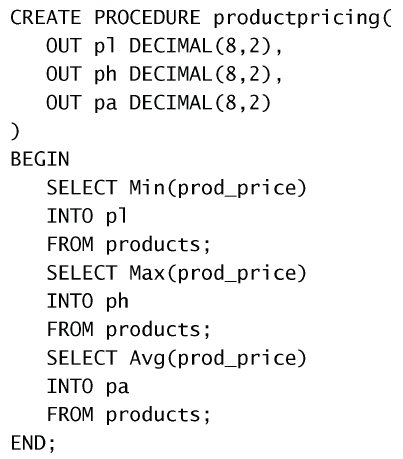 CREATE PROCEDURE productpricing(
   OUT pl DECIMAL(8,2),
   OUT ph DECIMAL(8,2),
   OUT pa DECIMAL(8,2)
)
BEGIN
   SELECT Min(prod_price)
   INTO pl
   FROM products;
   SELECT Max(prod_price)
   INTO ph
   FROM products;
   SELECT Avg(prod_price)
   INTO pa
   FROM products;
END;